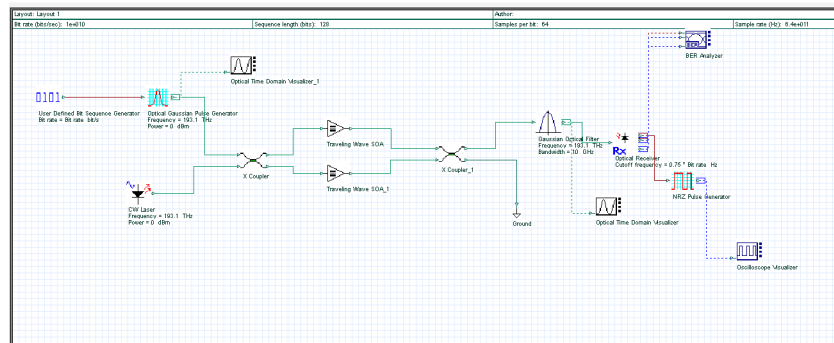 Layout: Layout 1
Author:
Bit rate (bits/sec): 1e+010
Sequence length (bits): 128
Samples per bit: 64
Sample rate (Hz): 6.4e+011
BER Analyzer
Optical Time Domain Visualizer_1
User Defined Bit Sequence Generator
Bit rate = Bit rate bit/s
Optical Gaussian Pulse Generator
Frequency = 193.1 THz
Power = 0 dBm
Traveling Wave SOA
X Coupler
Traveling Wave SOA_1
X Coupler_1
Gaussian Optical Filter
Frequency = 193.1 THz
Rx
Optical Receiver
Cutoff frequency = 0.75 * Bit rate Hz
CW Laser
Frequency = 193.1 THz
Power = 0 dBm
Ground
Optical Time Domain Visualizer
NRZ Pulse Generator
Oscilloscope Visualizer